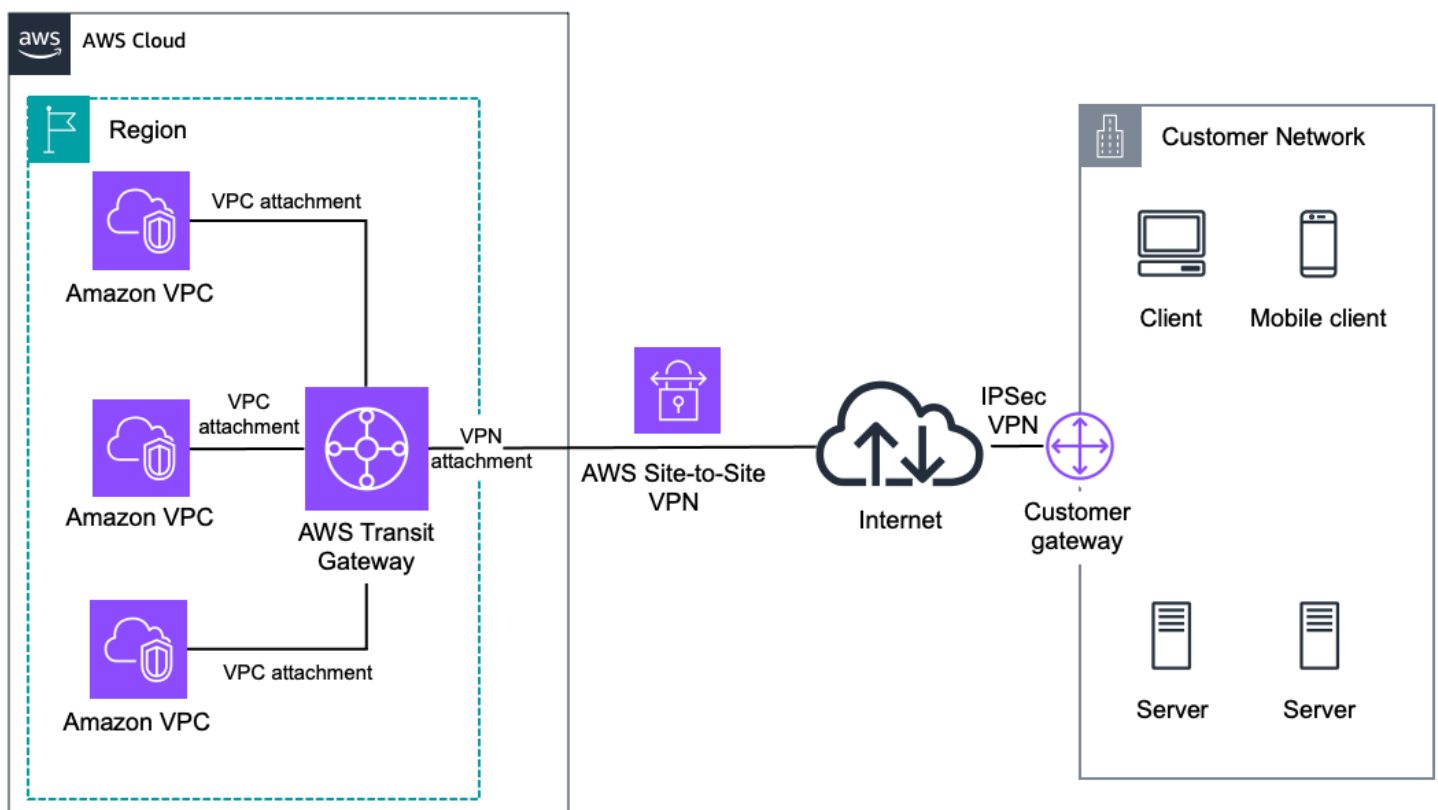 aws
AWS Cloud
Region
VPC attachment
Amazon VPC
VPC
attachment
Amazon VPC
AWS Transit
Gateway
VPC attachment
Amazon VPC
VPN
attachment
AWS Site-to-Site
VPN
Internet
IPSec
VPN
Customer
gateway
Customer Network
Client
Mobile client
Server
Server